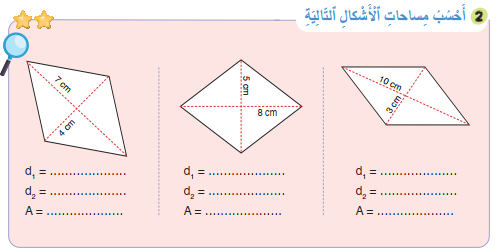 2 أَحْسُبُ مِساحاتِ ٱلْأَشْكالِ ٱلتّالِيَةِ
7 cm
4 cm
d₁ = ....................
d₂ = ....................
A = ....................
5 cm
8 cm
d₁ = ....................
d₂ = ....................
A = ....................
10 cm
3 cm
d₁ = ....................
d₂ = ....................
A = ....................